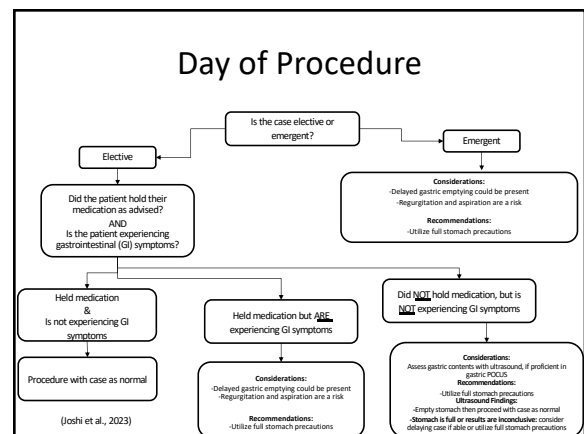 Day of Procedure
Is the case elective or
emergent?
Elective
Emergent
Did the patient hold their
medication as advised?
AND
Is the patient experiencing
gastrointestinal (GI) symptoms?
Considerations:
-Delayed gastric emptying could be present
-Regurgitation and aspiration are a risk
Recommendations:
-Utilize full stomach precautions
Held medication
&
Is not experiencing GI
symptoms
Held medication but ARE
experiencing GI symptoms
Did NOT hold medication, but is
NOT experiencing GI symptoms
Procedure with case as normal
Considerations:
-Delayed gastric emptying could be present
-Regurgitation and aspiration are a risk
Recommendations:
-Utilize full stomach precautions
Considerations:
Assess gastric contents with ultrasound, if proficient in
gastric POCUS
Recommendations:
-Utilize full stomach precautions
Ultrasound Findings:
-Empty stomach then proceed with case as normal
-Stomach is full or results are inconclusive: consider
delaying case if able or utilize full stomach precautions
(Joshi et al., 2023)